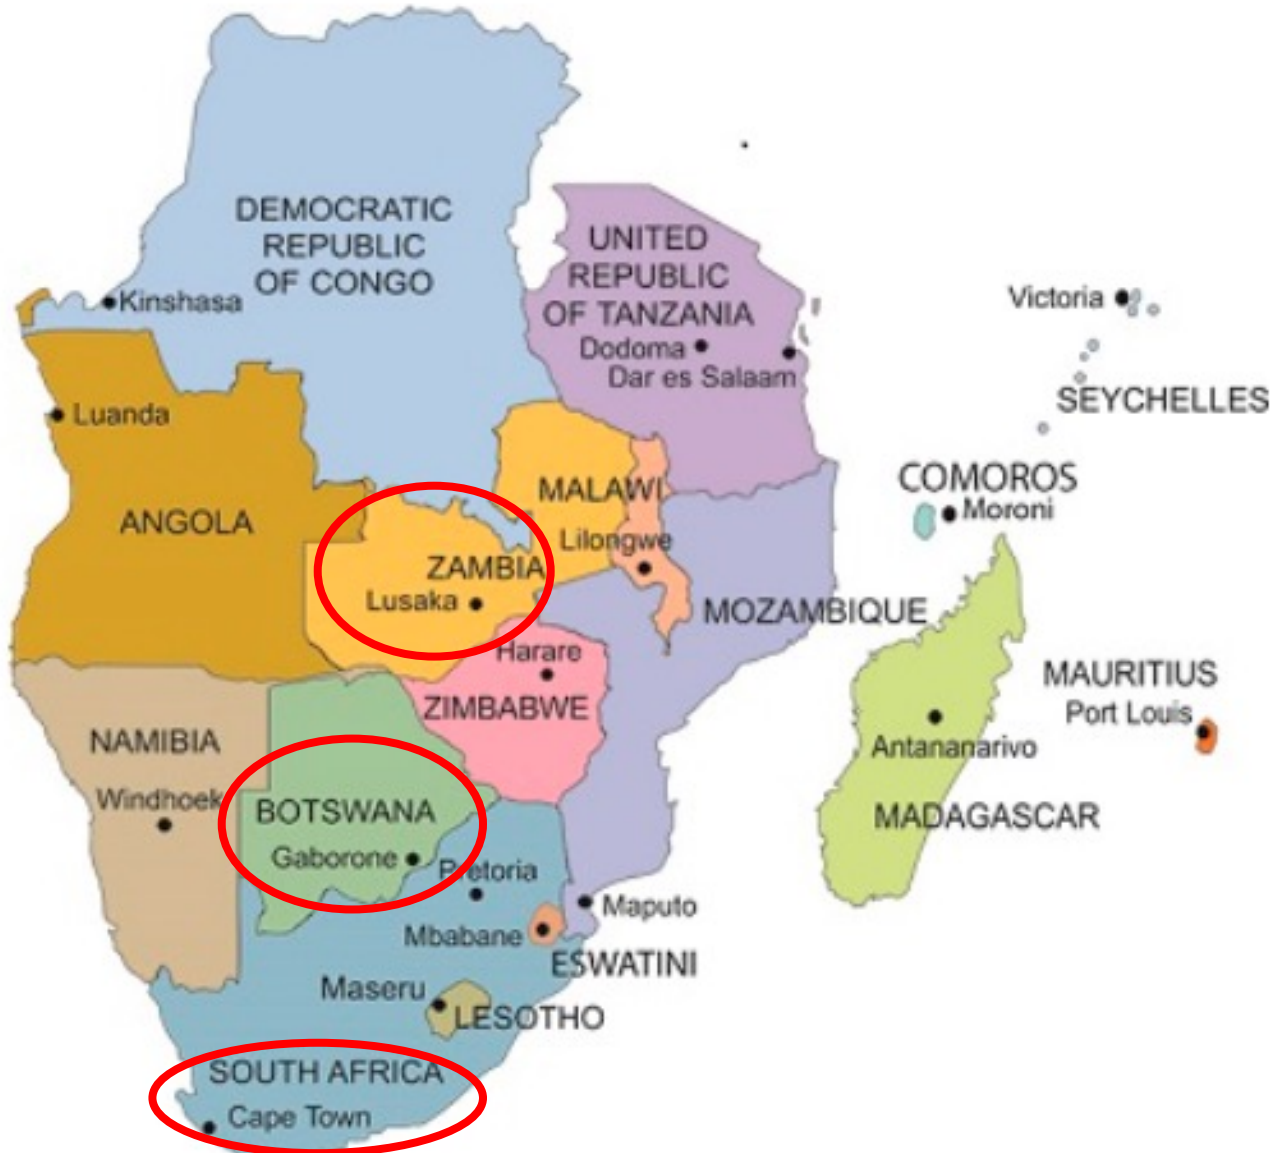 DEMOCRATIC
REPUBLIC
OF CONGO
Kinshasa
UNITED
REPUBLIC
OF TANZANIA
Dodoma
Dar es Salaam
Victoria
SEYCHELLES
Luanda
ANGOLA
MALAWI
Lilongwe
COMOROS
Moroni
ZAMBIA
Lusaka
MOZAMBIQUE
Harare
ZIMBABWE
MAURITIUS
Port Louis
NAMIBIA
Windhoek
Antananarivo
MADAGASCAR
BOTSWANA
Gaborone
Pretoria
Maputo
Mbabane
ESWATINI
Maseru
LESOTHO
SOUTH AFRICA
Cape Town